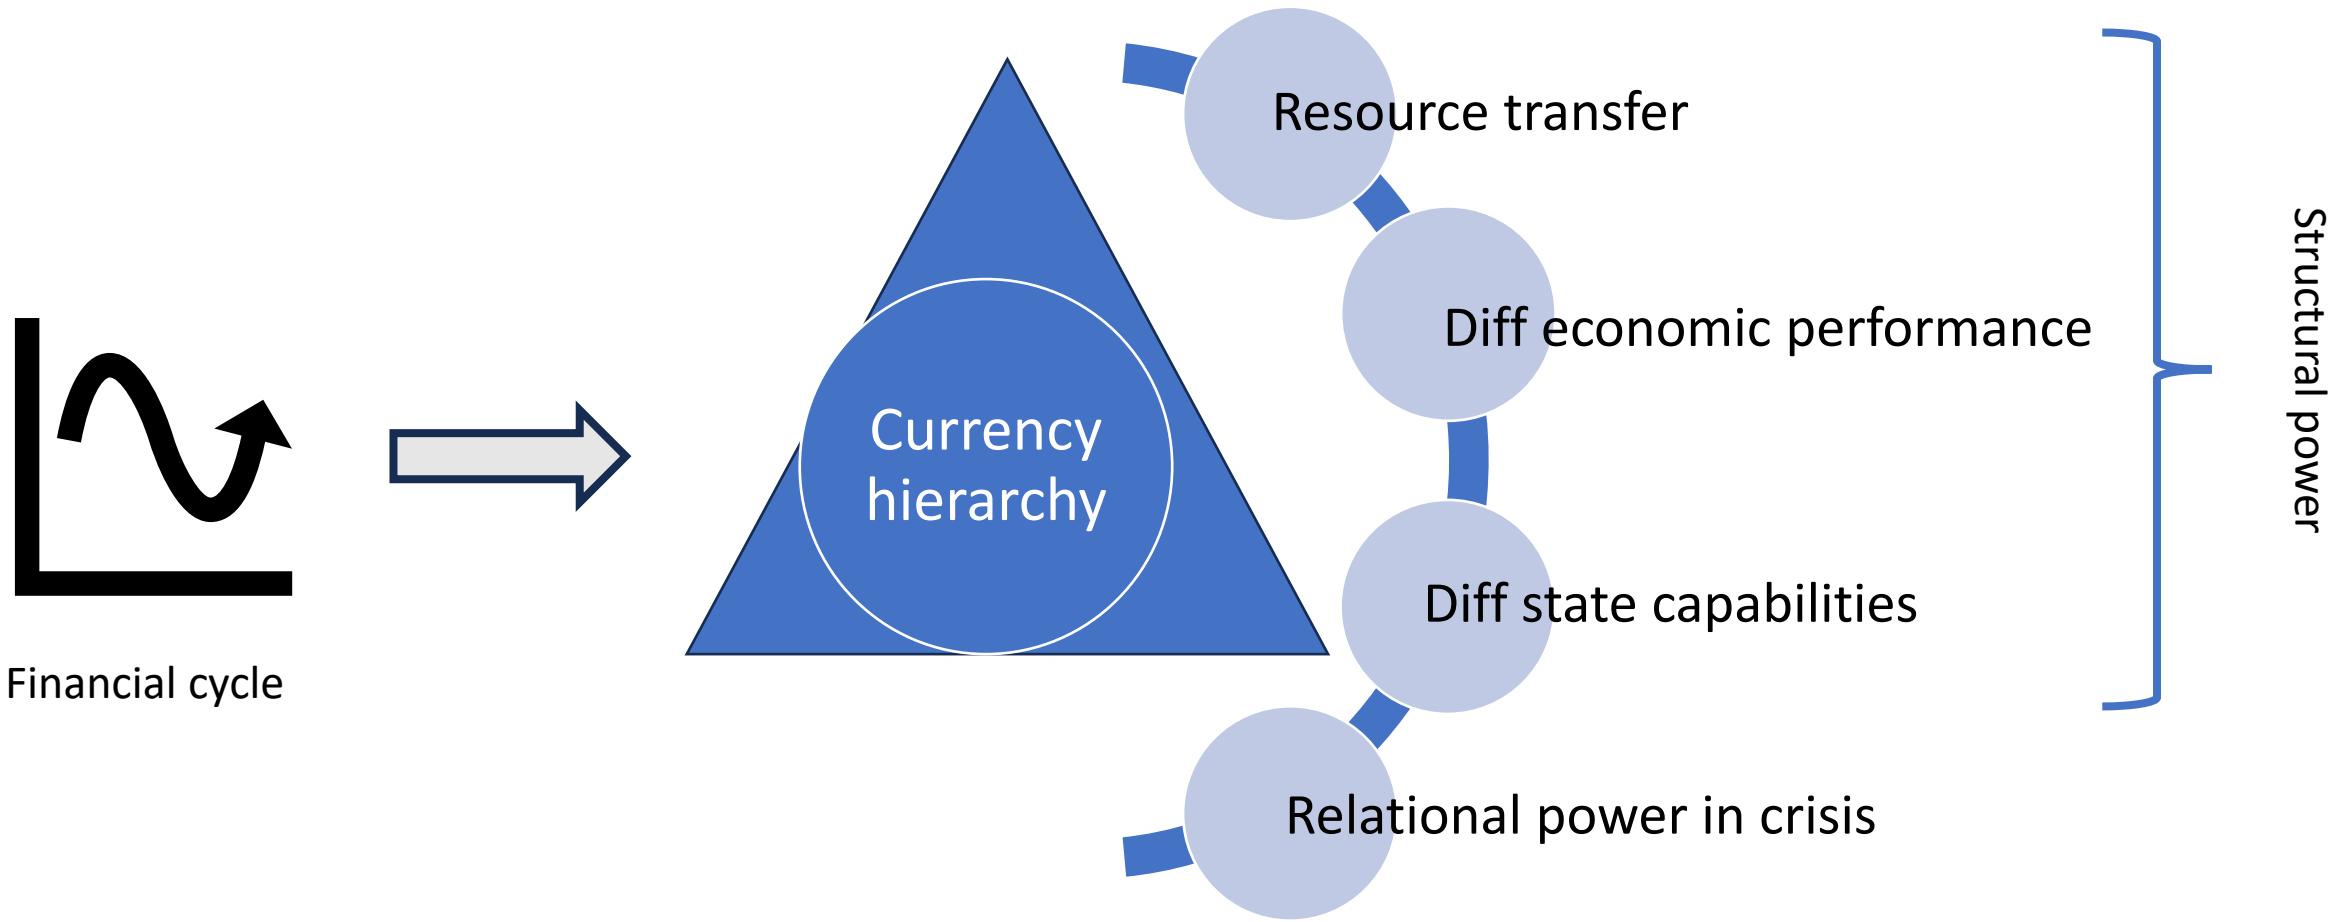 Financial cycle
Currency
hierarchy
Resource transfer
Diff economic performance
Diff state capabilities
Relational power in crisis
Structural power